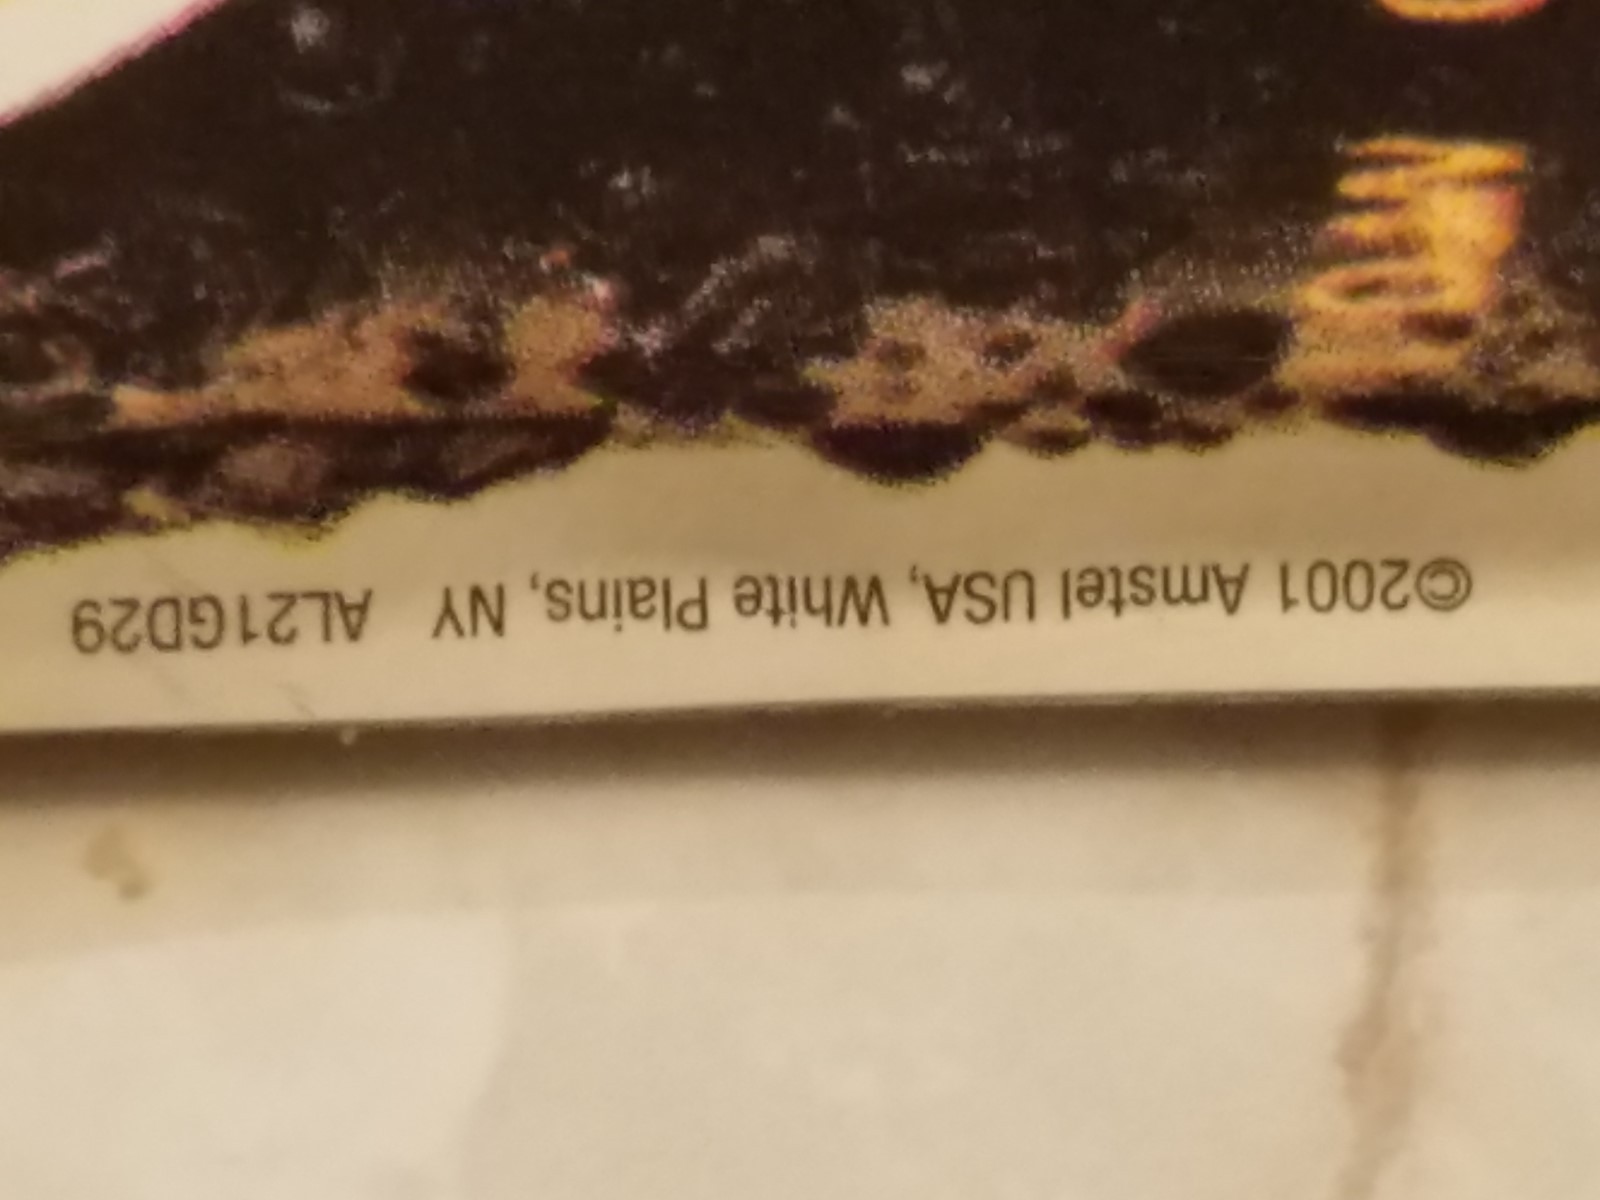 ©2001 Amstel USA, White Plains, NY AL21GD29